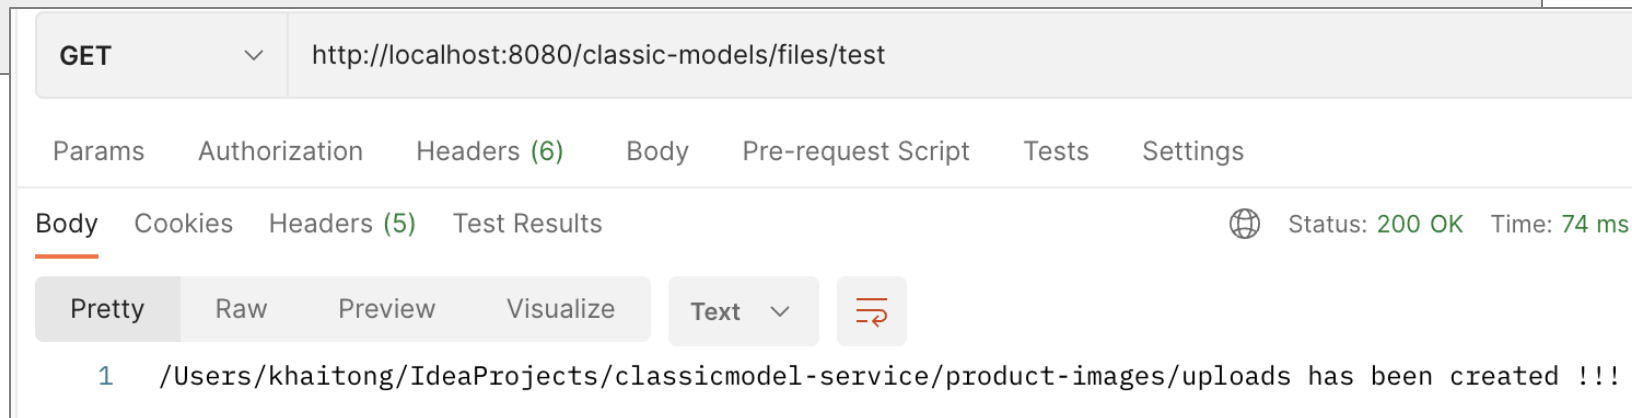 GET http://localhost:8080/classic-models/files/test
Params Authorization Headers (6) Body Pre-request Script Tests Settings
Body Cookies Headers (5) Test Results Status: 200 OK Time: 74 ms
Pretty Raw Preview Visualize Text
1 /Users/khaitong/IdeaProjects/classicmodel-service/product-images/uploads has been created !!!